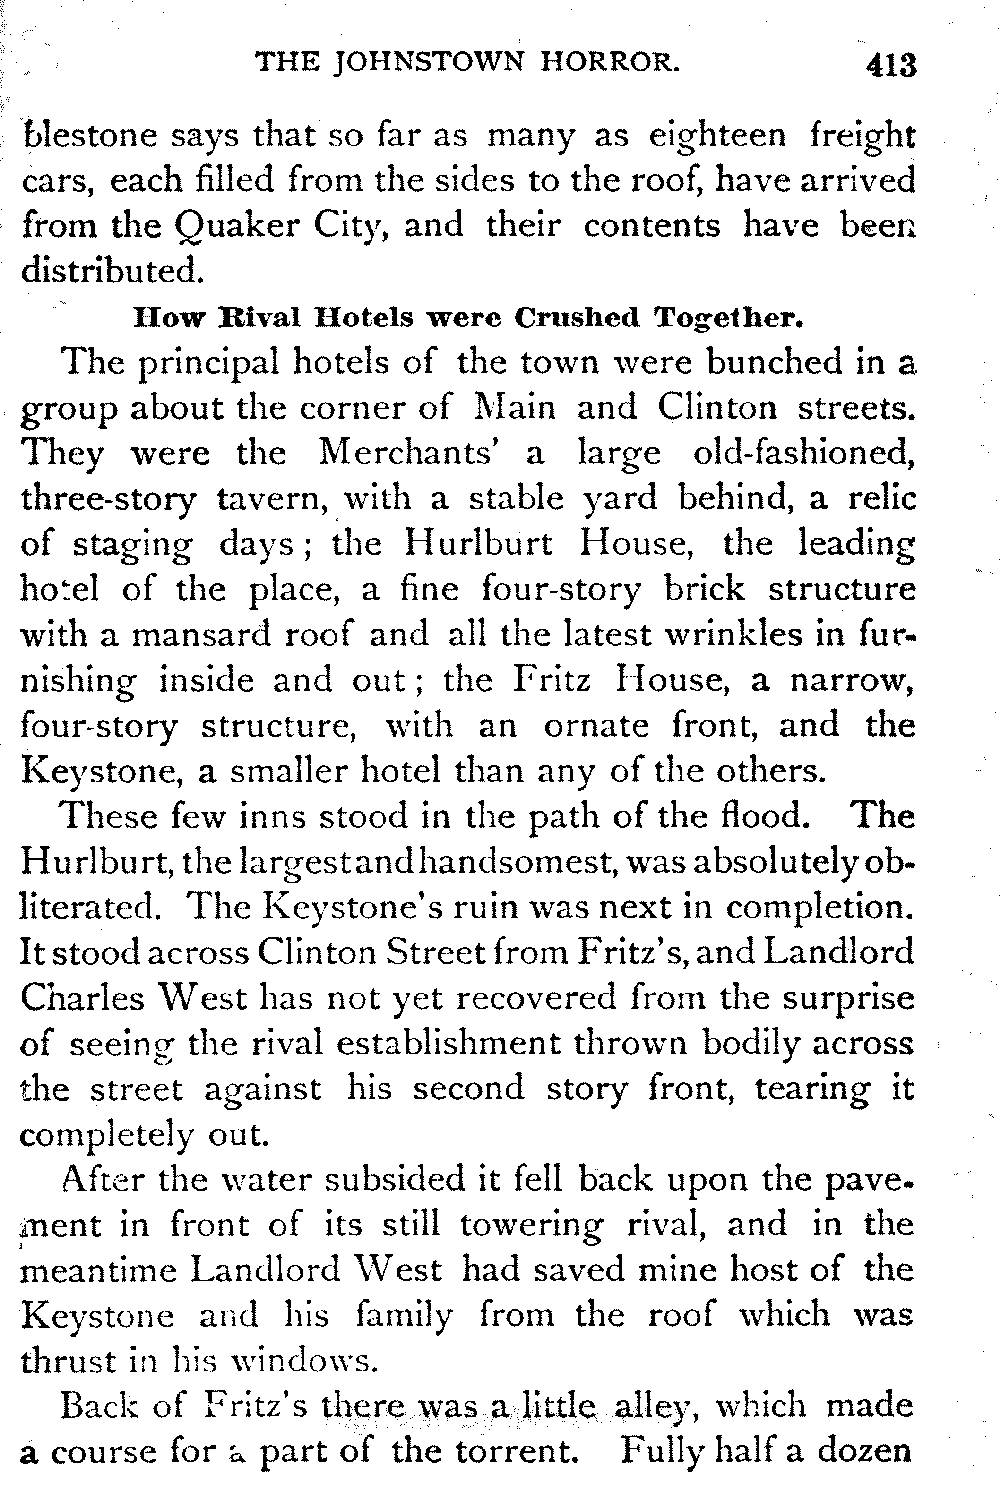 THE JOHNSTOWN HORROR. 413
blestone says that so far as many as eighteen freight
cars, each filled from the sides to the roof, have arrived
from the Quaker City, and their contents have been
distributed.
How Rival Hotels were Crushed Together.
The principal hotels of the town were bunched in a
group about the corner of Main and Clinton streets.
They were the Merchants' a large old-fashioned,
three-story tavern, with a stable yard behind, a relic
of staging days; the Hurlburt House, the leading
hotel of the place, a fine four-story brick structure
with a mansard roof and all the latest wrinkles in fur-
nishing inside and out; the Fritz House, a narrow,
four-story structure, with an ornate front, and the
Keystone, a smaller hotel than any of the others.
These few inns stood in the path of the flood. The
Hurlburt, the largest and handsomest, was absolutely ob-
literated. The Keystone's ruin was next in completion.
It stood across Clinton Street from Fritz's, and Landlord
Charles West has not yet recovered from the surprise
of seeing the rival establishment thrown bodily across
the street against his second story front, tearing it
completely out.
After the water subsided it fell back upon the pave-
ment in front of its still towering rival, and in the
meantime Landlord West had saved mine host of the
Keystone and his family from the roof which was
thrust in his windows.
Back of Fritz's there was a little alley, which made
a course for a part of the torrent. Fully half a dozen